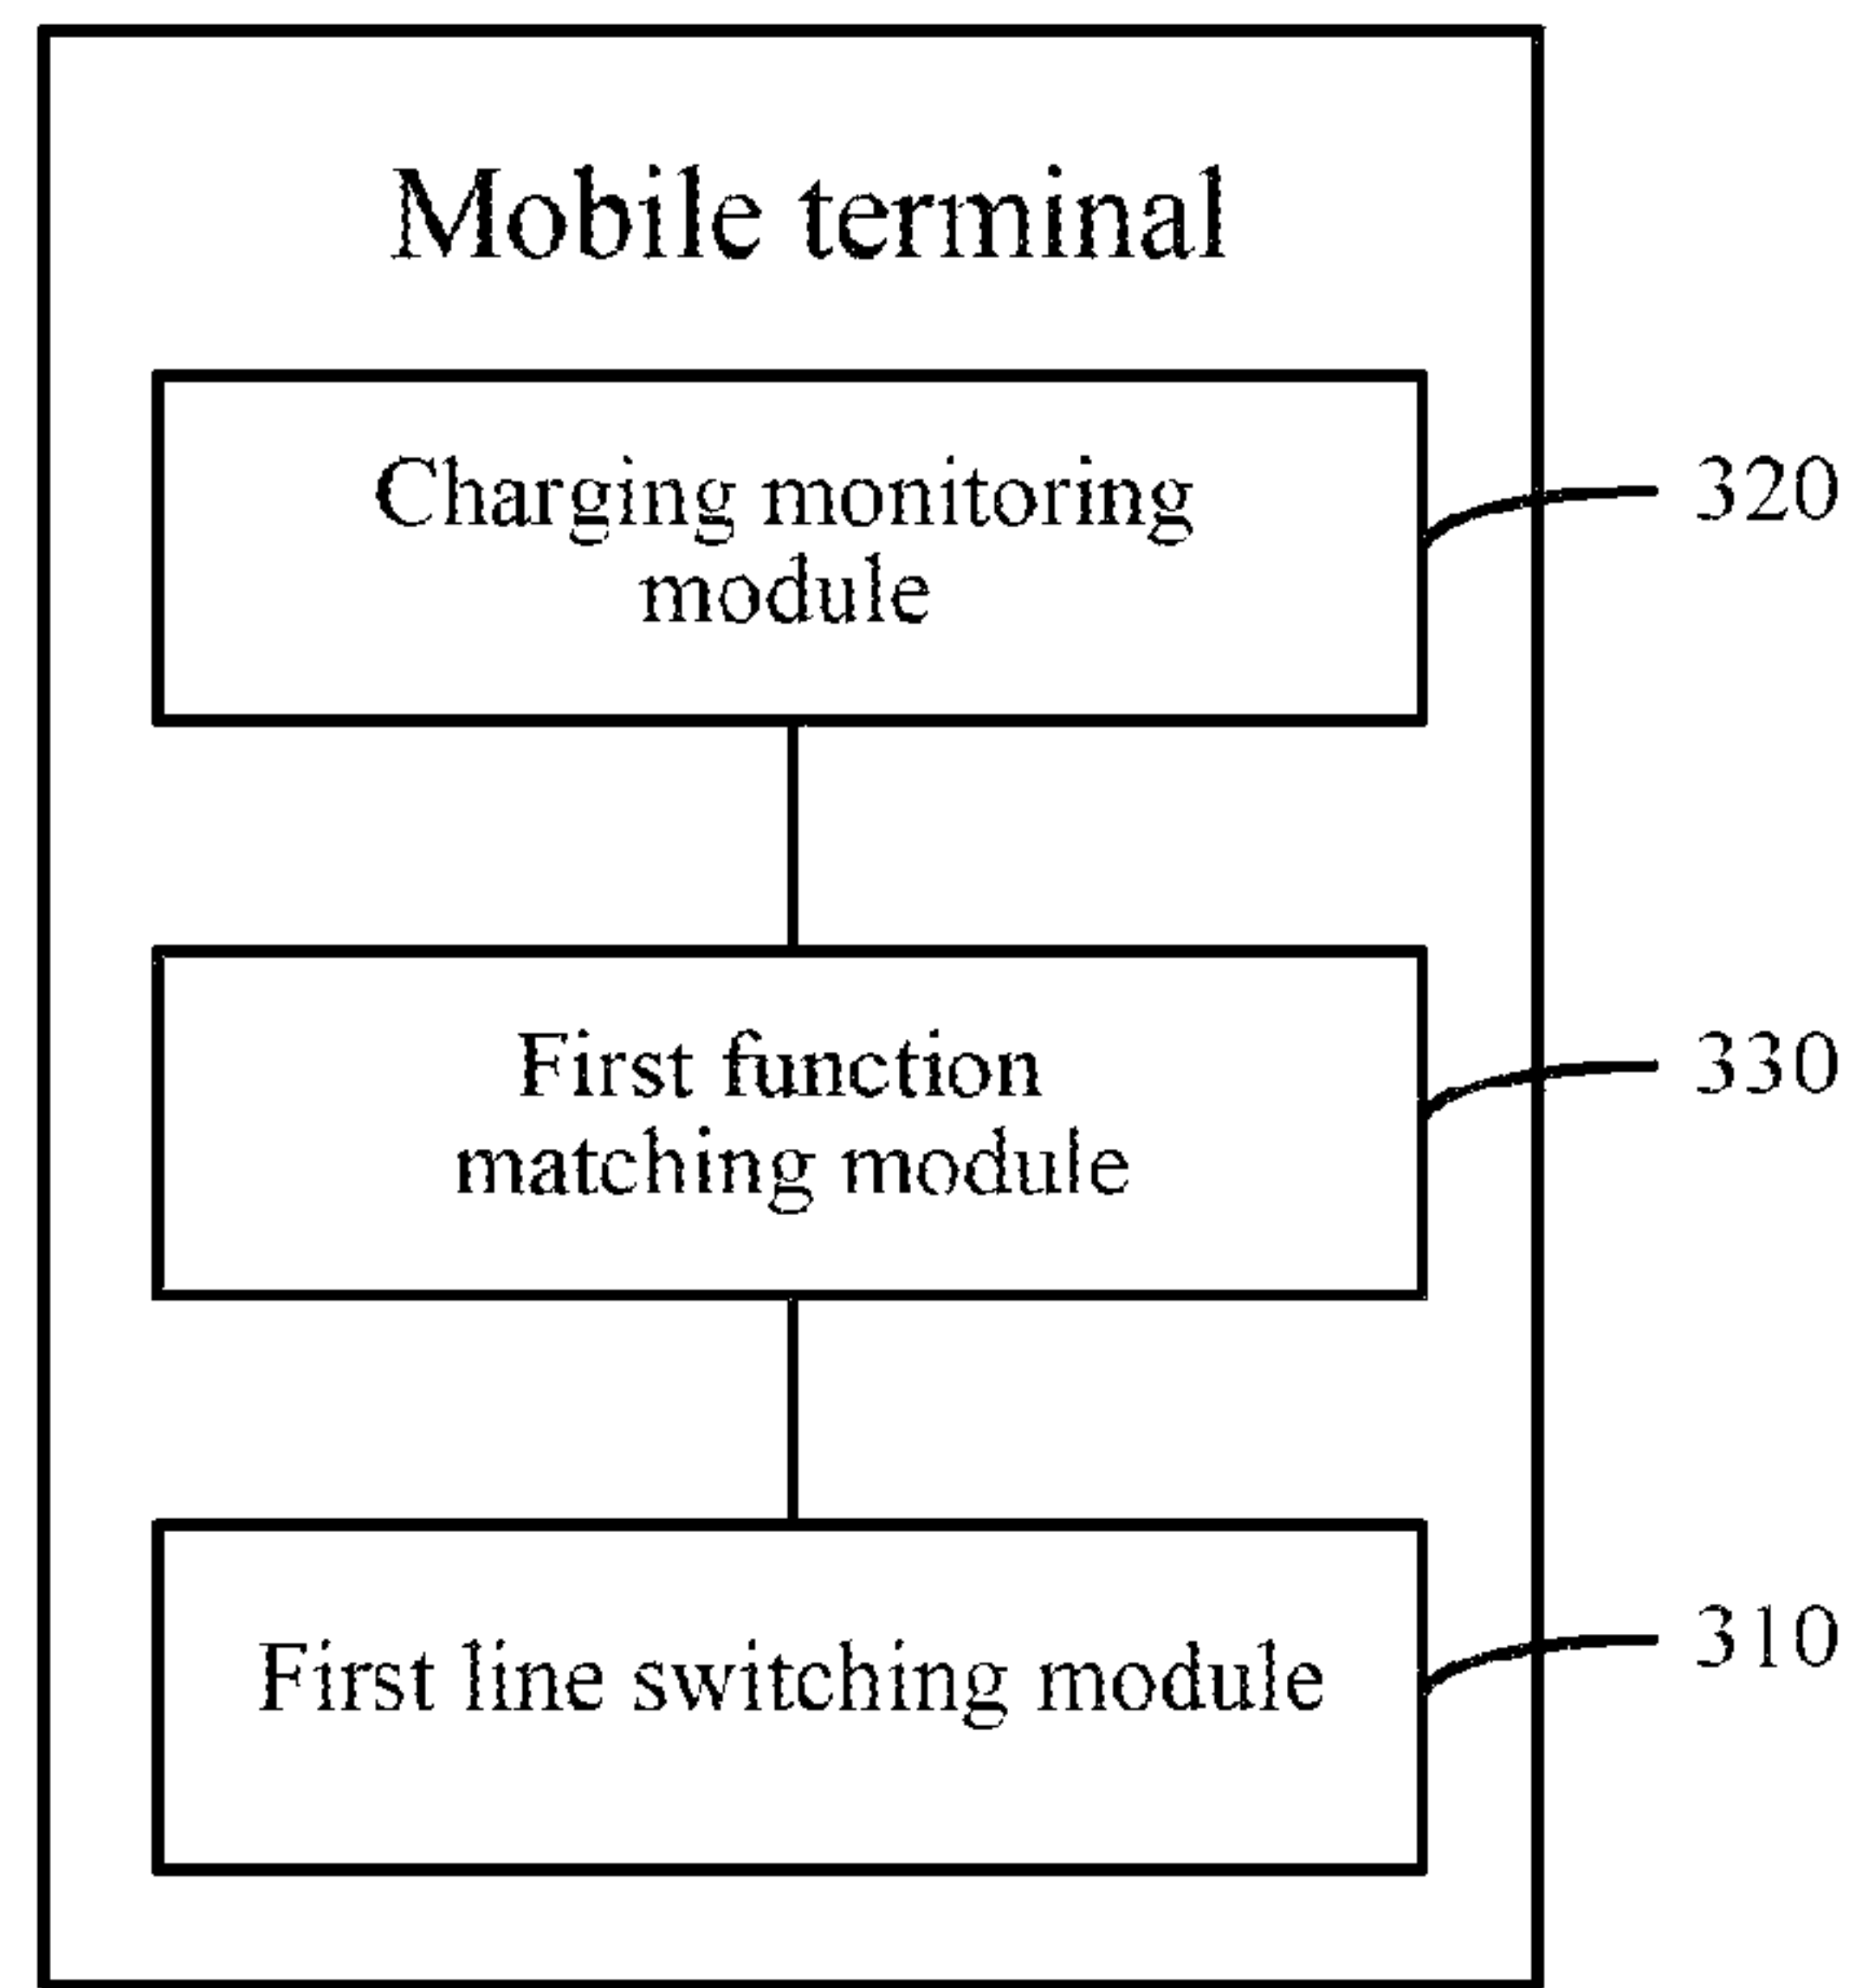 Mobile terminal
Charging monitoring
module
320
First function
matching module
330
First line switching module
310